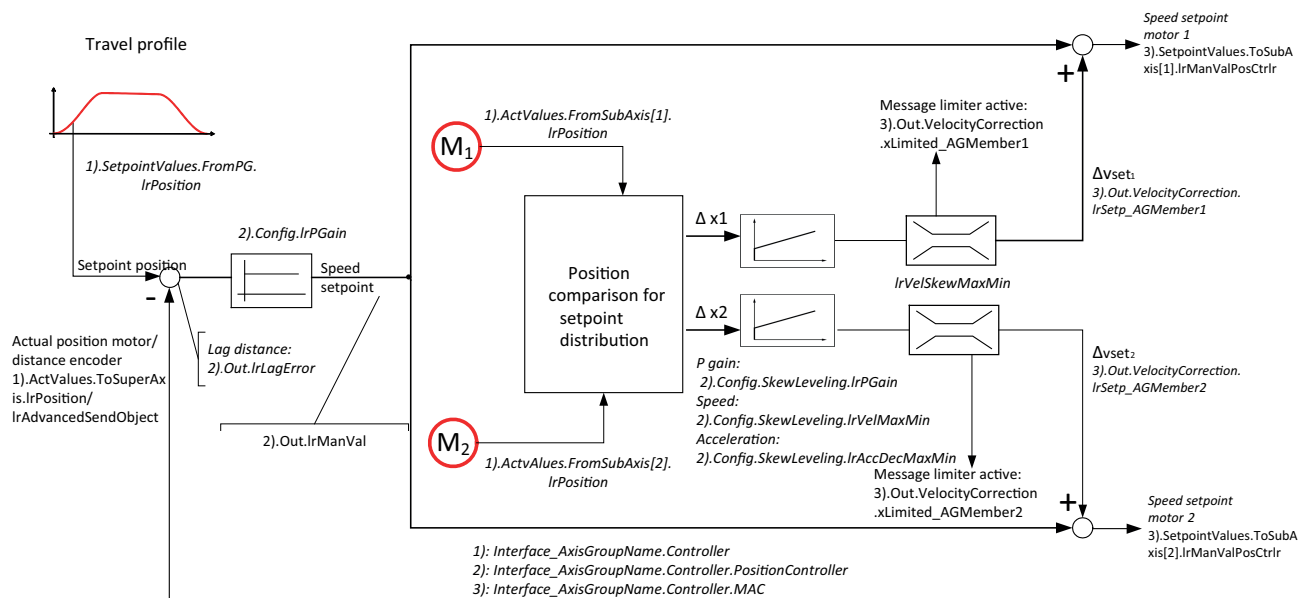 Travel profile
1).SetpointValues.FromPG.
lrPosition
Setpoint position
-
Actual position motor/
distance encoder
1).ActValues.ToSuperAx
is.lrPosition/
lrAdvancedSendObject
Lag distance:
2).Out.lrLagError
2).Config.lrPGain
Speed
setpoint
2).Out.lrManVal
M1
1).ActValues.FromSubAxis[1].
lrPosition
Position
comparison for
setpoint
distribution
M2
1).ActvAlues.FromSubAxis[2].
lrPosition
Δ x1
Δ x2
P gain:
2).Config.SkewLeveling.lrPGain
Speed:
2).Config.SkewLeveling.lrVelMaxMin
Acceleration:
2).Config.SkewLeveling.lrAccDecMaxMin
Message limiter active:
3).Out.VelocityCorrection
.xLimited_AGMember1
lrVelSkewMaxMin
Message limiter active:
3).Out.VelocityCorrection
.xLimited_AGMember2
+
Δvset1
3).Out.VelocityCorrection.
lrSetp_AGMember1
Δvset2
3).Out.VelocityCorrection.
lrSetp_AGMember2
+
Speed setpoint
motor 1
3).SetpointValues.ToSubA
xis[1].lrManValPosCtrlr
Speed setpoint
motor 2
3).SetpointValues.ToSubA
xis[2].lrManValPosCtrlr
1): Interface_AxisGroupName.Controller
2): Interface_AxisGroupName.Controller.PositionController
3): Interface_AxisGroupName.Controller.MAC